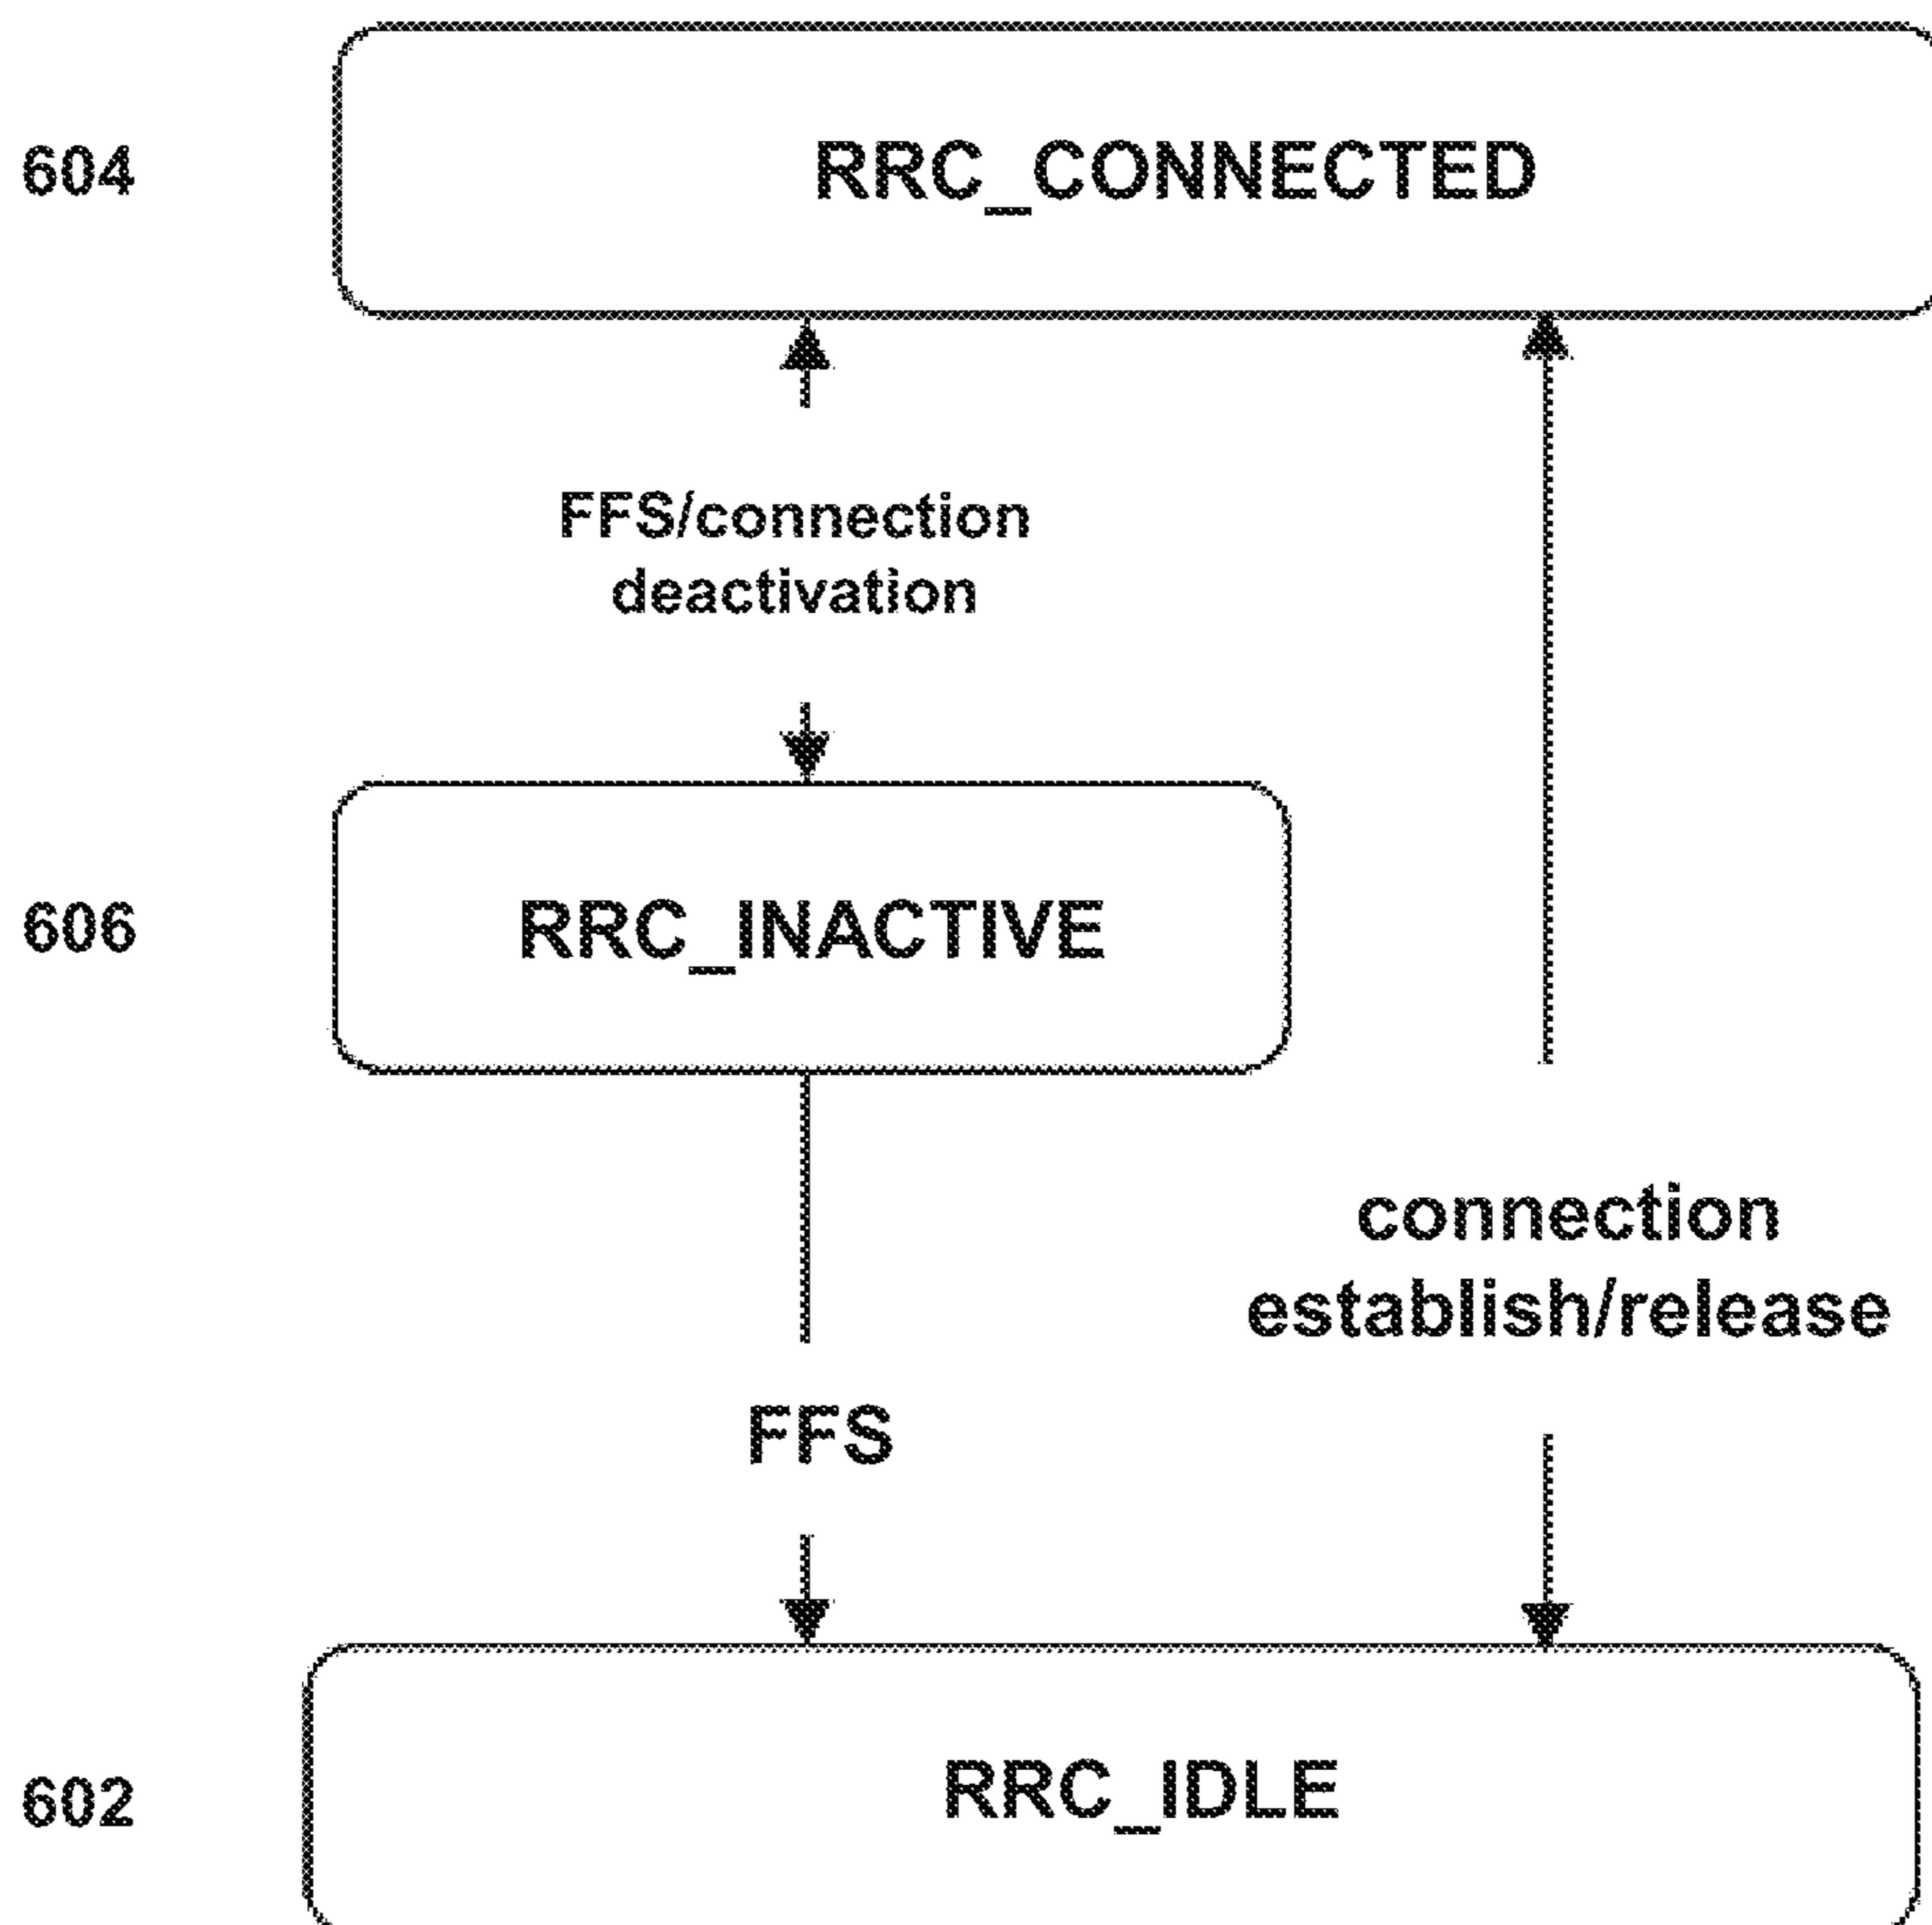 604
RRC_CONNECTED
FFS/connection
deactivation
606
RRC_INACTIVE
connection
establish/release
FFS
602
RRC_IDLE